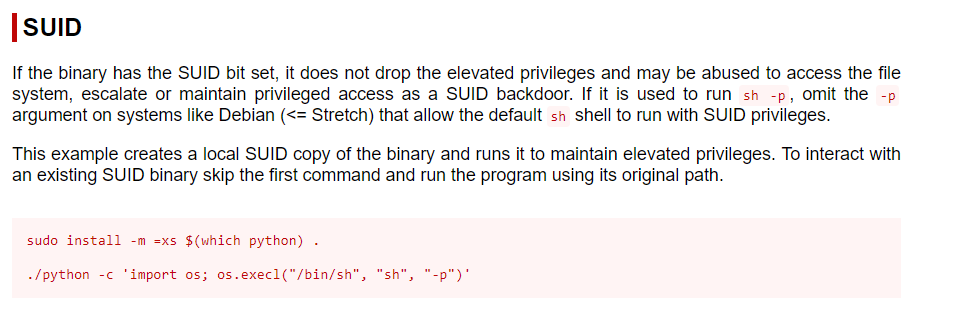 SUID
If the binary has the SUID bit set, it does not drop the elevated privileges and may be abused to access the file
system, escalate or maintain privileged access as a SUID backdoor. If it is used to run sh -p, omit the -p
argument on systems like Debian (<= Stretch) that allow the default sh shell to run with SUID privileges.
This example creates a local SUID copy of the binary and runs it to maintain elevated privileges. To interact with
an existing SUID binary skip the first command and run the program using its original path.
sudo install -m =xs $(which python) .
./python -c 'import os; os.execl("/bin/sh", "sh", "-p")'